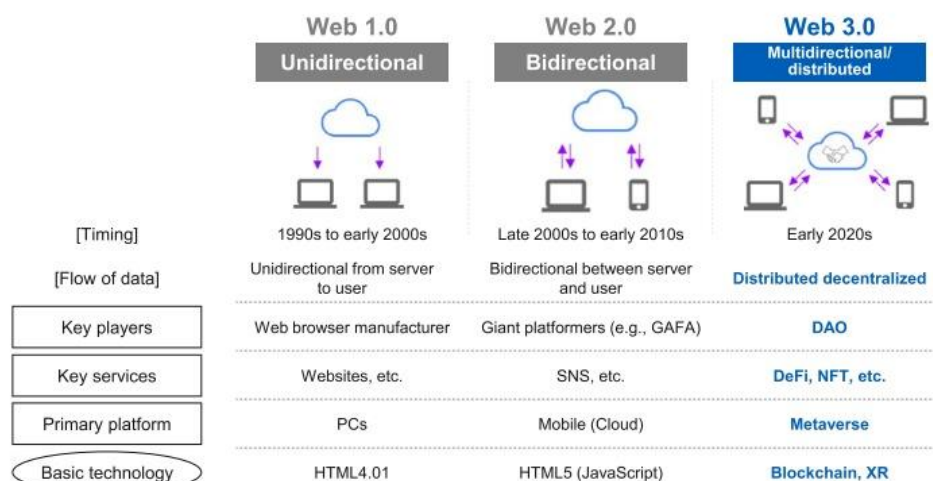 Web 1.0
Web 2.0
Web 3.0
Unidirectional
Bidirectional
Multidirectional/
distributed
[Timing]
1990s to early 2000s
Late 2000s to early 2010s
Early 2020s
[Flow of data]
Unidirectional from server
to user
Bidirectional between server
and user
Distributed decentralized
Key players
Web browser manufacturer
Giant platformers (e.g., GAFA)
DAO
Key services
Websites, etc.
SNS, etc.
DeFi, NFT, etc.
Primary platform
PCs
Mobile (Cloud)
Metaverse
Basic technology
HTML4.01
HTML5 (JavaScript)
Blockchain, XR